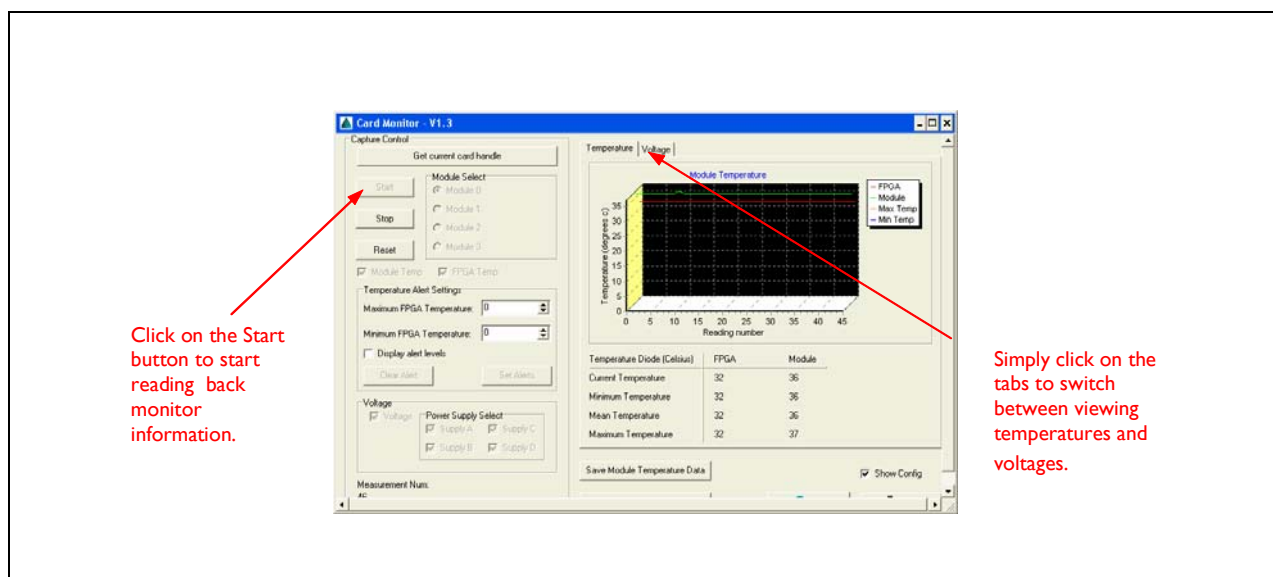 Card Monitor - V1.3
Capture Control
Get current card handle
Start
Stop
Reset
Module Select
Module 0
Module 1
Module 2
Module 3
Module Temp FPGA Temp
Temperature Alert Settings
Maximum FPGA Temperature: 0
Minimum FPGA Temperature: 0
Display alert levels
Clear Alert Set Alerts
Voltage
Voltage
Power Supply Select
Supply A Supply C
Supply B Supply D
Measurement Num:
46
Temperature Voltage
Module Temperature
Temperature (degrees c)
35
30
25
20
15
10
5
0
0 5 10 15 20 25 30 35 40 45
Reading number
FPGA
Module
Max Temp
Min Temp
Temperature Diode (Celsius) FPGA Module
Current Temperature 32 36
Minimum Temperature 32 36
Mean Temperature 32 36
Maximum Temperature 32 37
Save Module Temperature Data
Show Config
Click on the Start
button to start
reading back
monitor
information.
Simply click on the
tabs to switch
between viewing
temperatures and
voltages.